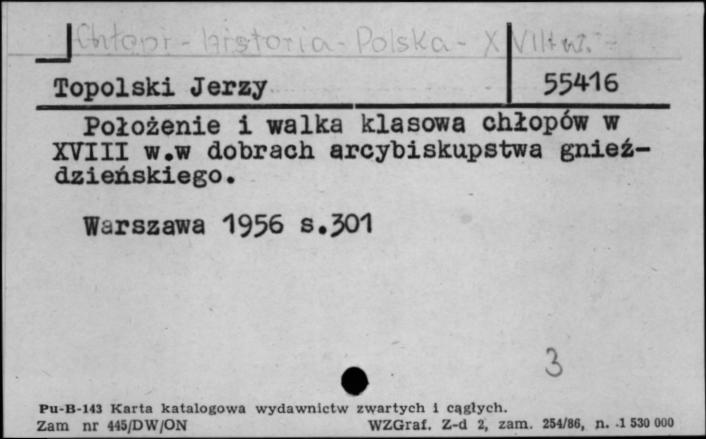 Chłopi - historia - Polska - XVIII w. -
Topolski Jerzy 55416
Położenie i walka klasowa chłopów w
XVIII w.w dobrach arcybiskupstwa gnieź-
dzieńskiego.
Warszawa 1956 s.301
3
Pu-B-143 Karta katalogowa wydawnictw zwartych i ciągłych.
Zam nr 445/DW/ON WZGraf. Z-d 2, zam. 254/86, n. 1 530 000